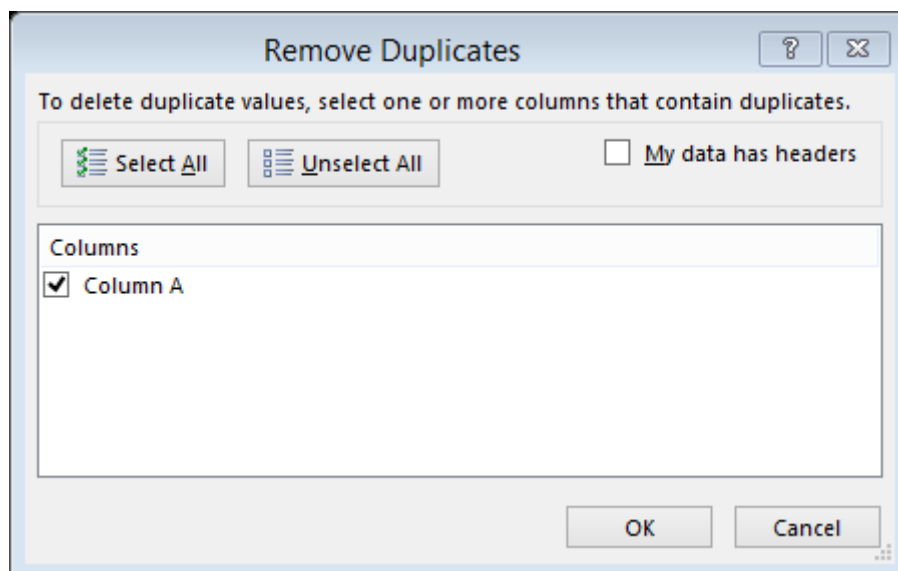 Remove Duplicates
To delete duplicate values, select one or more columns that contain duplicates.
Select All Unselect All My data has headers
Columns
Column A
OK Cancel